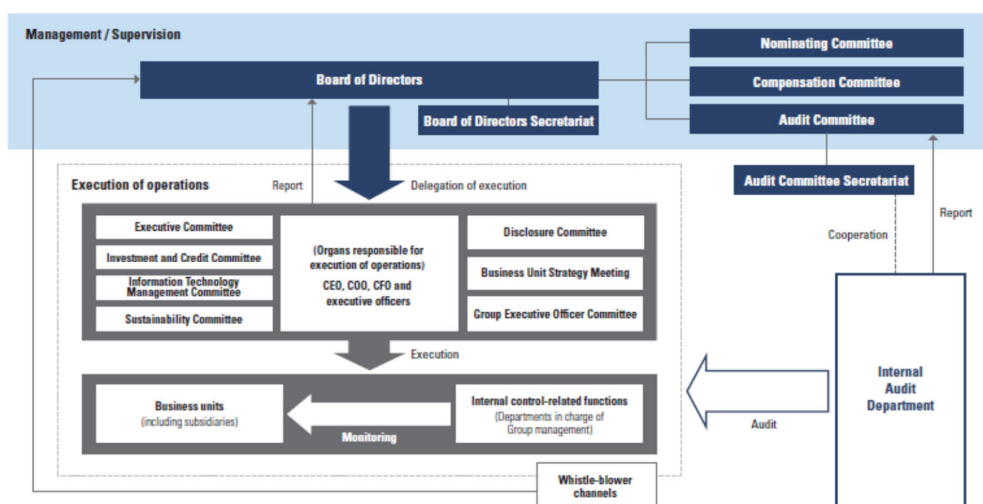 Management / Supervision
Board of Directors
Board of Directors Secretariat
Nominating Committee
Compensation Committee
Audit Committee
Audit Committee Secretariat
Execution of operations
Report
Delegation of execution
Cooperation
Report
Executive Committee
Investment and Credit Committee
Information Technology
Management Committee
Sustainability Committee
(Organs responsible for
execution of operations)
CEO, COO, CFO and
executive officers
Disclosure Committee
Business Unit Strategy Meeting
Group Executive Officer Committee
Execution
Business units
(including subsidiaries)
Monitoring
Internal control-related functions
(Departments in charge of
Group management)
Audit
Internal
Audit
Department
Whistle-blower
channels